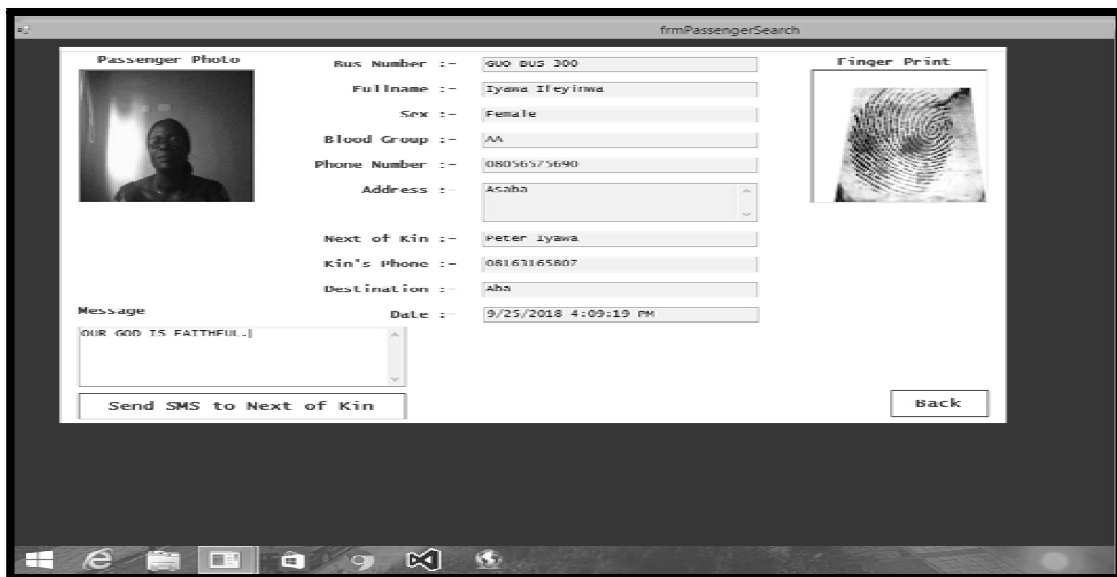 frmPassengerSearch
Passenger Photo
Bus Number :- GUO BUS 300
Finger Print
Fullname :- Iyawa Ifeyinwa
Sex :- Female
Blood Group :- AA
Phone Number :- 08056575690
Address :- Asaba
Next of Kin :- Peter Iyawa
Kin's Phone :- 08163165807
Destination :- Aba
Message
Date :- 9/25/2018 4:09:19 PM
OUR GOD IS FAITHFUL.
Send SMS to Next of Kin
Back